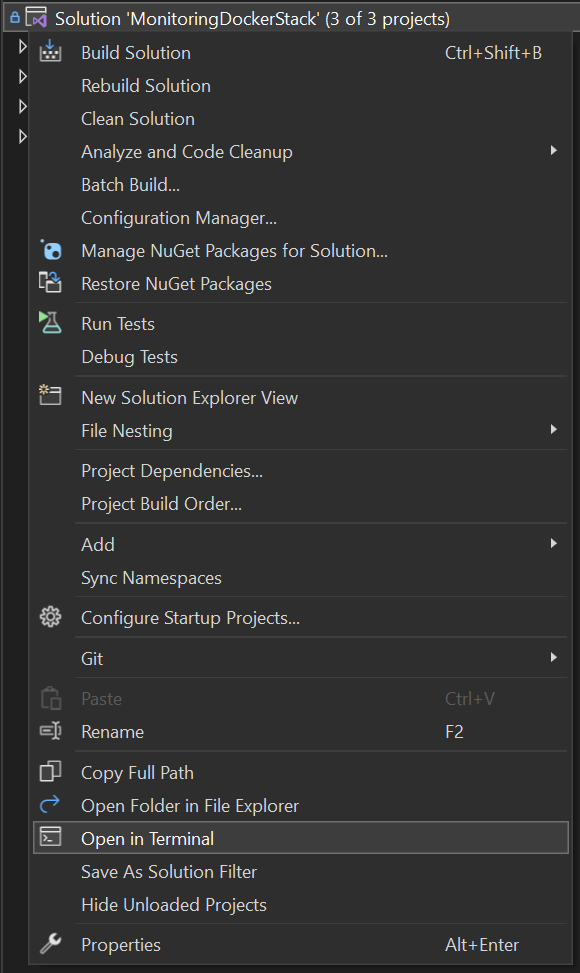 Solution 'MonitoringDockerStack' (3 of 3 projects)
Build Solution Ctrl+Shift+B
Rebuild Solution
Clean Solution
Analyze and Code Cleanup
Batch Build...
Configuration Manager...
Manage NuGet Packages for Solution...
Restore NuGet Packages
Run Tests
Debug Tests
New Solution Explorer View
File Nesting
Project Dependencies...
Project Build Order...
Add
Sync Namespaces
Configure Startup Projects...
Git
Paste Ctrl+V
Rename F2
Copy Full Path
Open Folder in File Explorer
Open in Terminal
Save As Solution Filter
Hide Unloaded Projects
Properties Alt+Enter